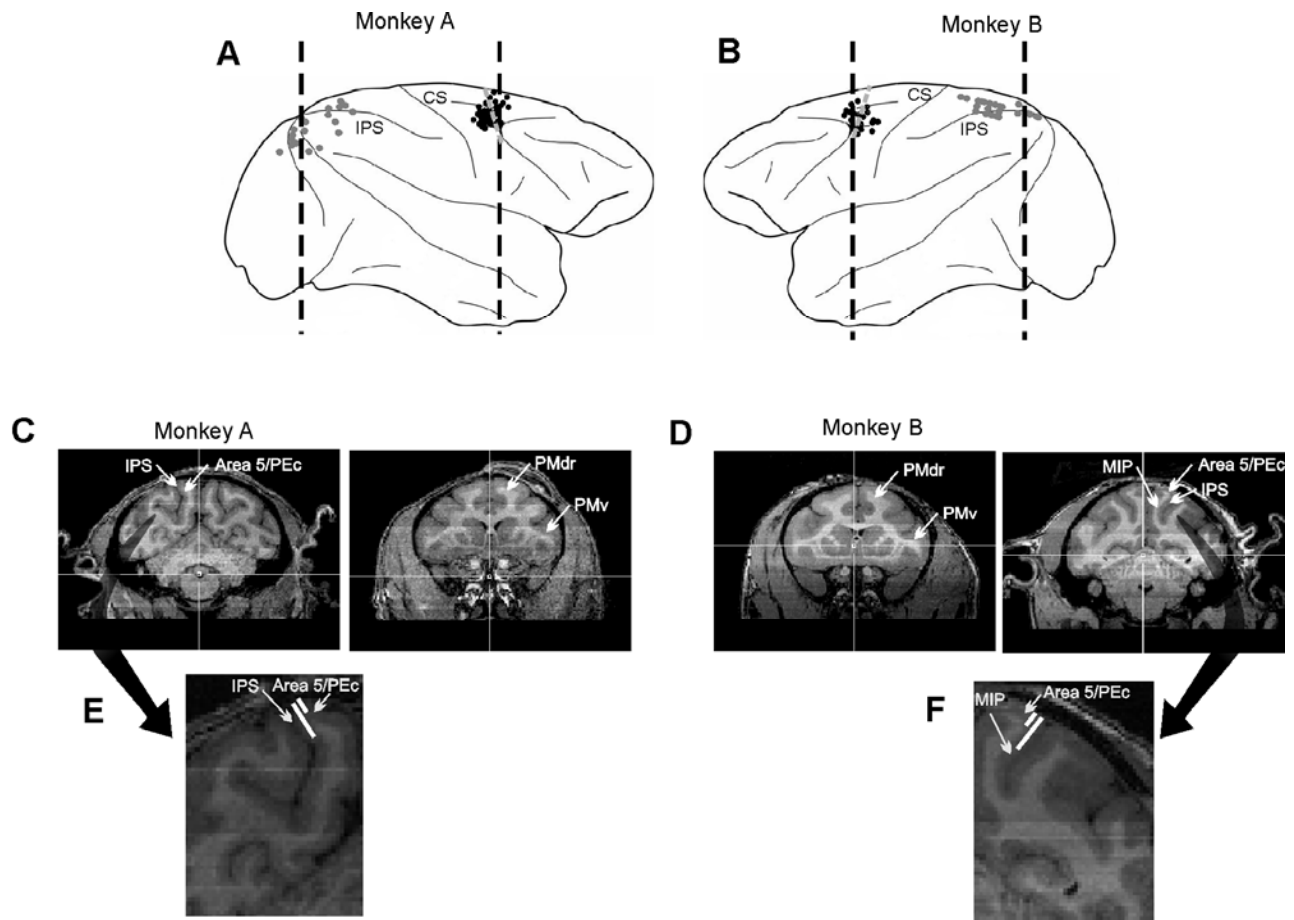 Monkey A
Monkey B
A
B
CS
IPS
CS
IPS
C
Monkey A
D
Monkey B
IPS
Area 5/PEc
PMdr
PMv
PMdr
PMv
MIP
Area 5/PEc
IPS
E
IPS
Area 5/PEc
F
MIP
Area 5/PEc